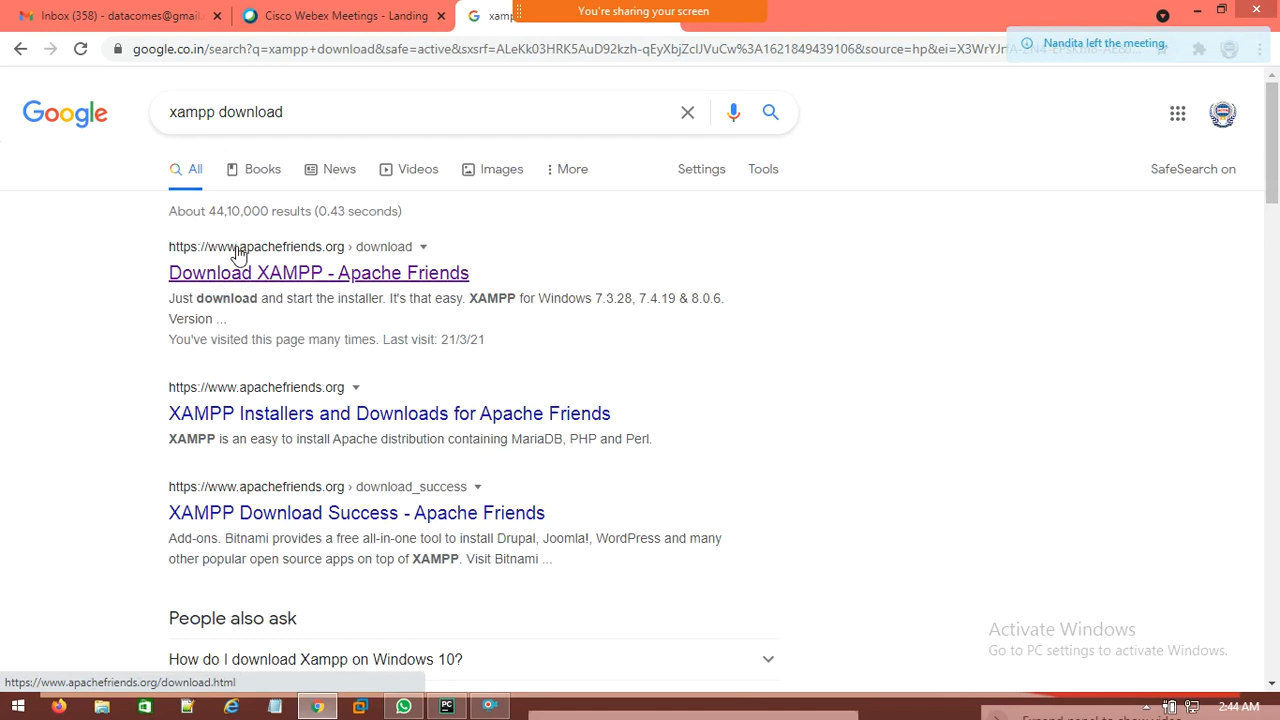 Inbox (358) - datacomes@gmail.
Cisco Webex Meetings - Landing
xamp
You're sharing your screen
google.co.in/search?q=xampp+download&safe=active&sxsrf=ALeKk03HRK5AuD92kzh-qEyXbjZcIJVuCw%3A1621849439106&source=hp&ei=X3WrYJ
Nandita left the meeting.
Google
xampp download
All
Books
News
Videos
Images
More
Settings
Tools
SafeSearch on
About 44,10,000 results (0.43 seconds)
https://www.apachefriends.org › download
Download XAMPP - Apache Friends
Just download and start the installer. It's that easy. XAMPP for Windows 7.3.28, 7.4.19 & 8.0.6.
Version ...
You've visited this page many times. Last visit: 21/3/21
https://www.apachefriends.org
XAMPP Installers and Downloads for Apache Friends
XAMPP is an easy to install Apache distribution containing MariaDB, PHP and Perl.
https://www.apachefriends.org › download_success
XAMPP Download Success - Apache Friends
Add-ons. Bitnami provides a free all-in-one tool to install Drupal, Joomla!, WordPress and many
other popular open source apps on top of XAMPP. Visit Bitnami ...
People also ask
How do I download Xampp on Windows 10?
Activate Windows
Go to PC settings to activate Windows.
https://www.apachefriends.org/download.html
PC
2:44 AM
Expand panel to show video